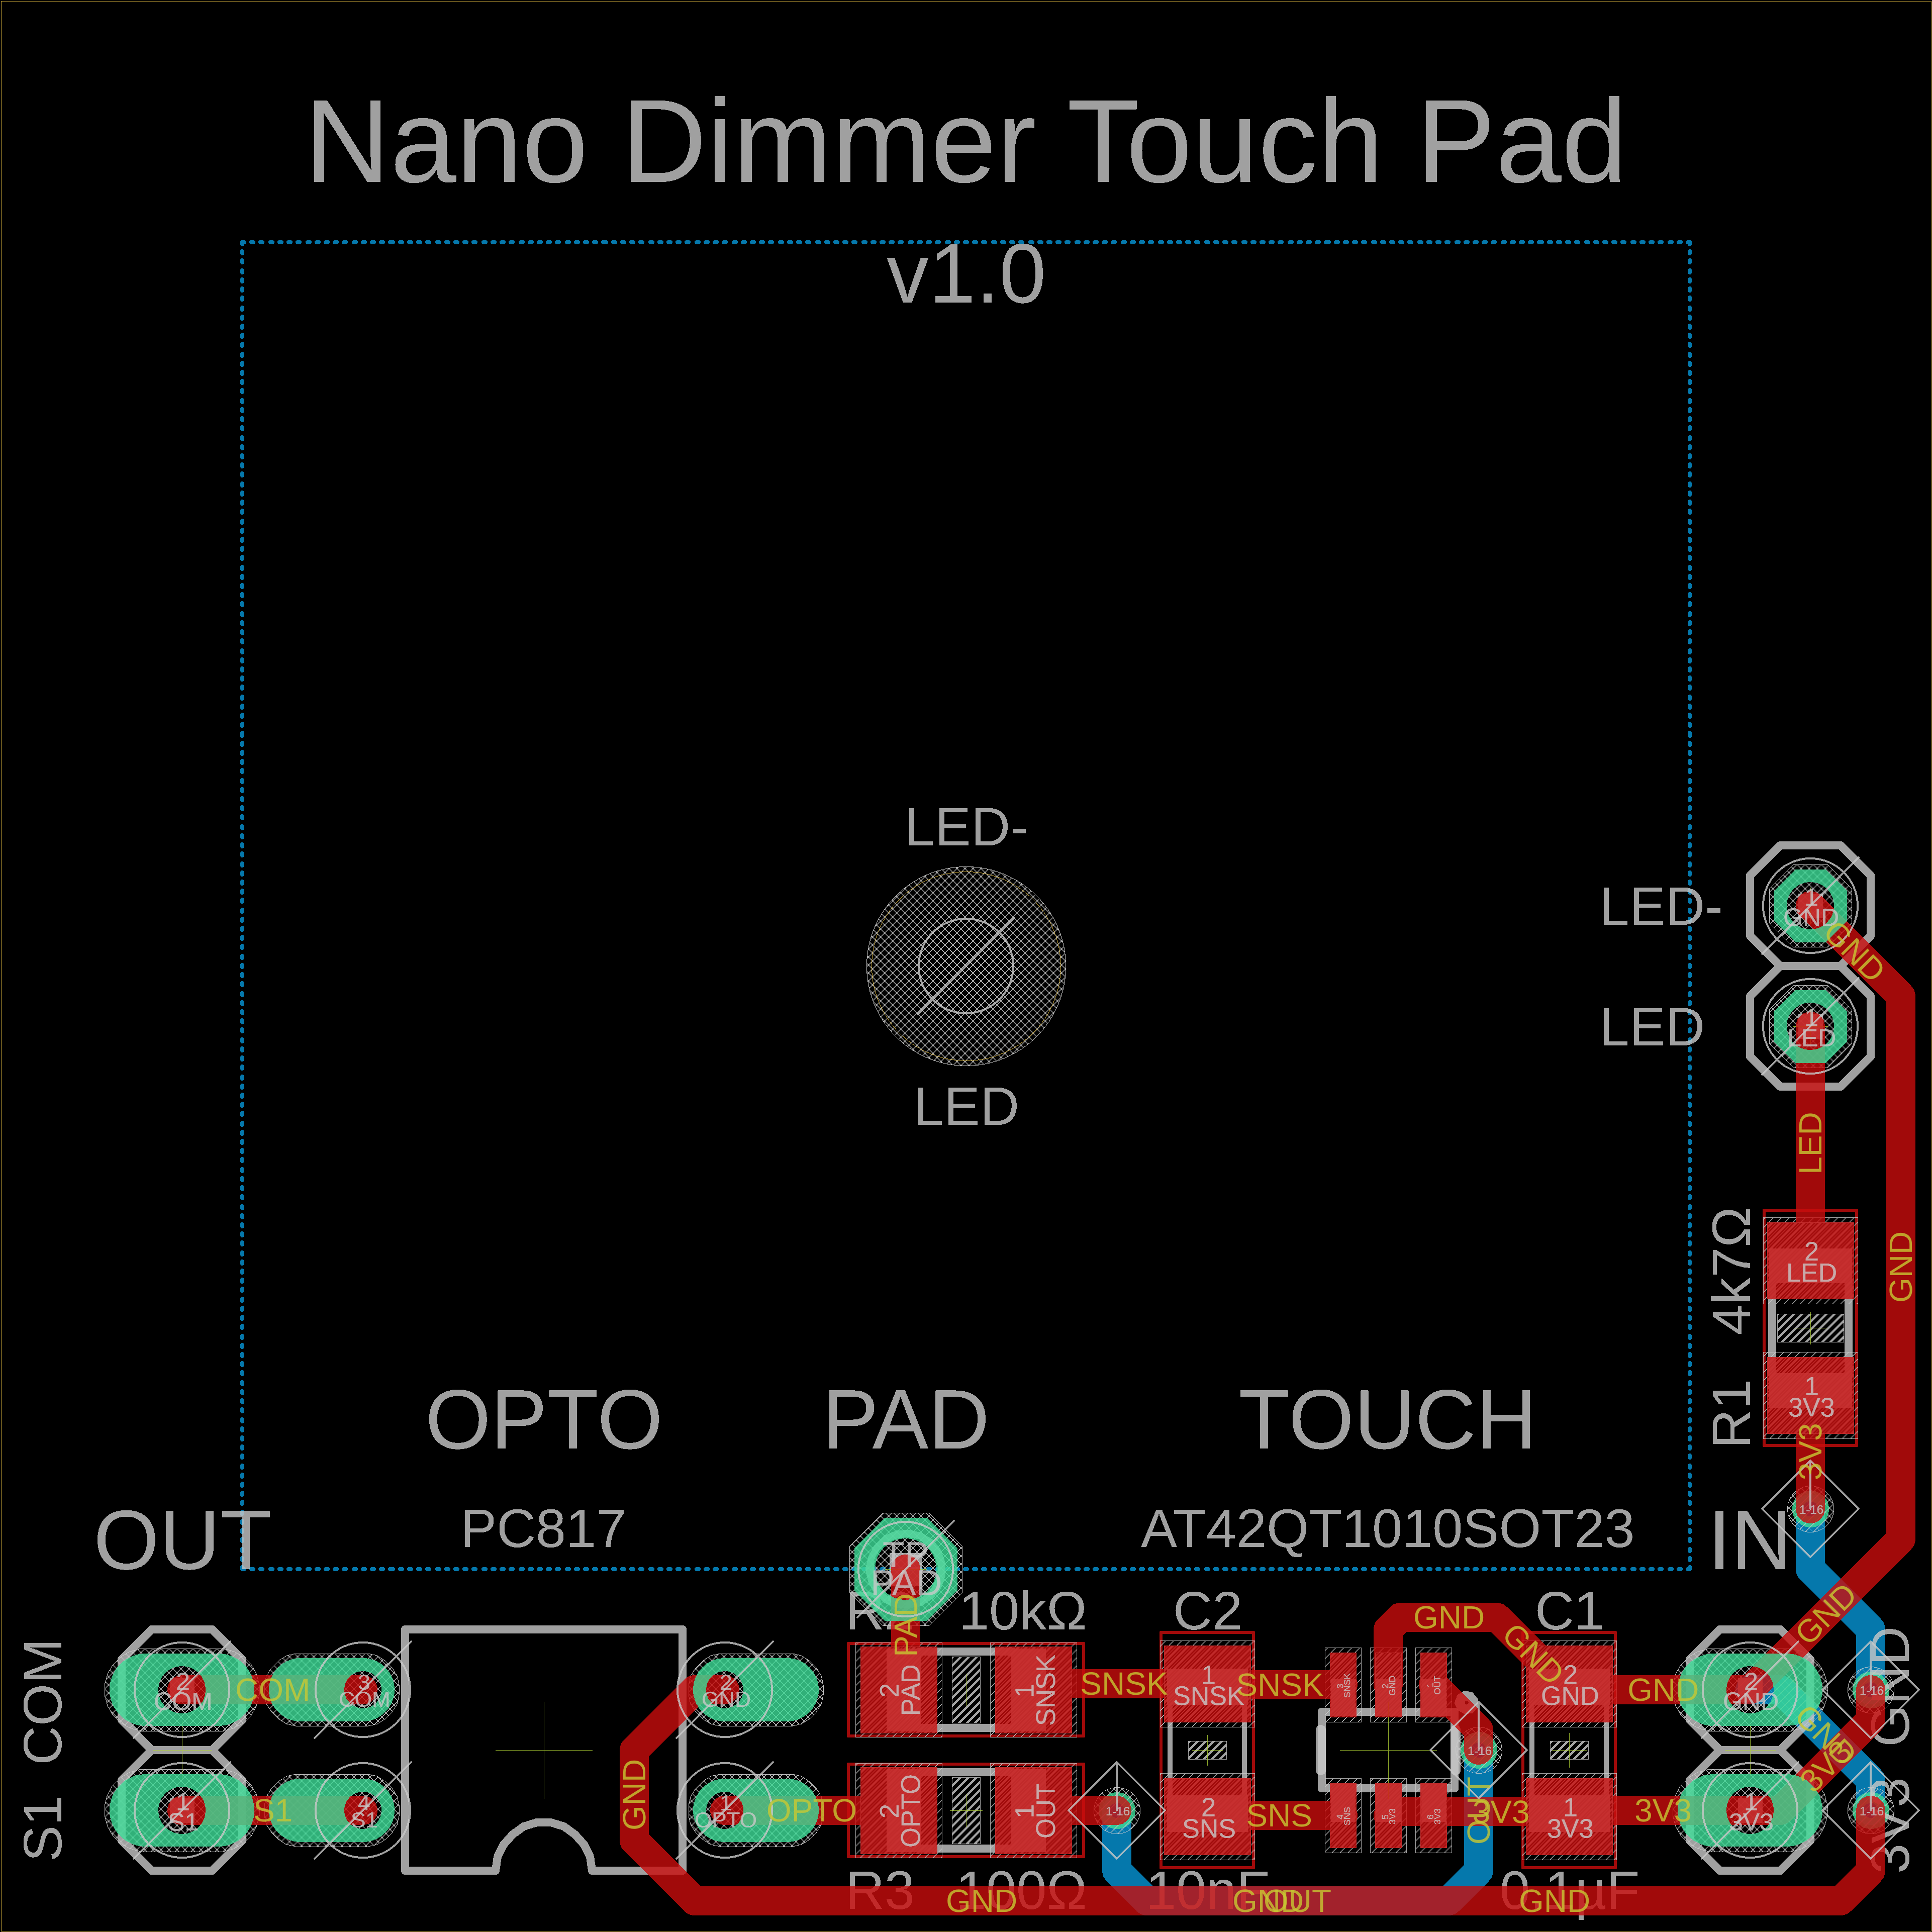 Nano Dimmer Touch Pad
v1.0
LED-
LED
LED-
1
GND
GND
LED
1
LED
LED
GND
4k7Ω
R1
2
LED
1
3V3
3V3
1-16
OPTO
PAD
TOUCH
OUT
PC817
AT42QT1010SOT23
IN
TP
PAD
PAD
10kΩ
C2
C1
GND
GND
GND
COM
2
COM
COM
3
COM
2
GND
2
PAD
1
SNSK
SNSK
1
SNSK
SNSK
3
SNSK
2
GND
1
OUT
1-16
2
GND
GND
2
GND
1-16
GND
GND
3V3
S1
1
S1
S1
4
S1
GND
1
OPTO
OPTO
2
OPTO
1
OUT
1-16
2
SNS
SNS
4
SNS
5
3V3
6
3V3
OUT
3V3
1
3V3
3V3
1
3V3
1-16
3V3
R3
100Ω
10nF
0.1µF
GND
GND
OUT
GND